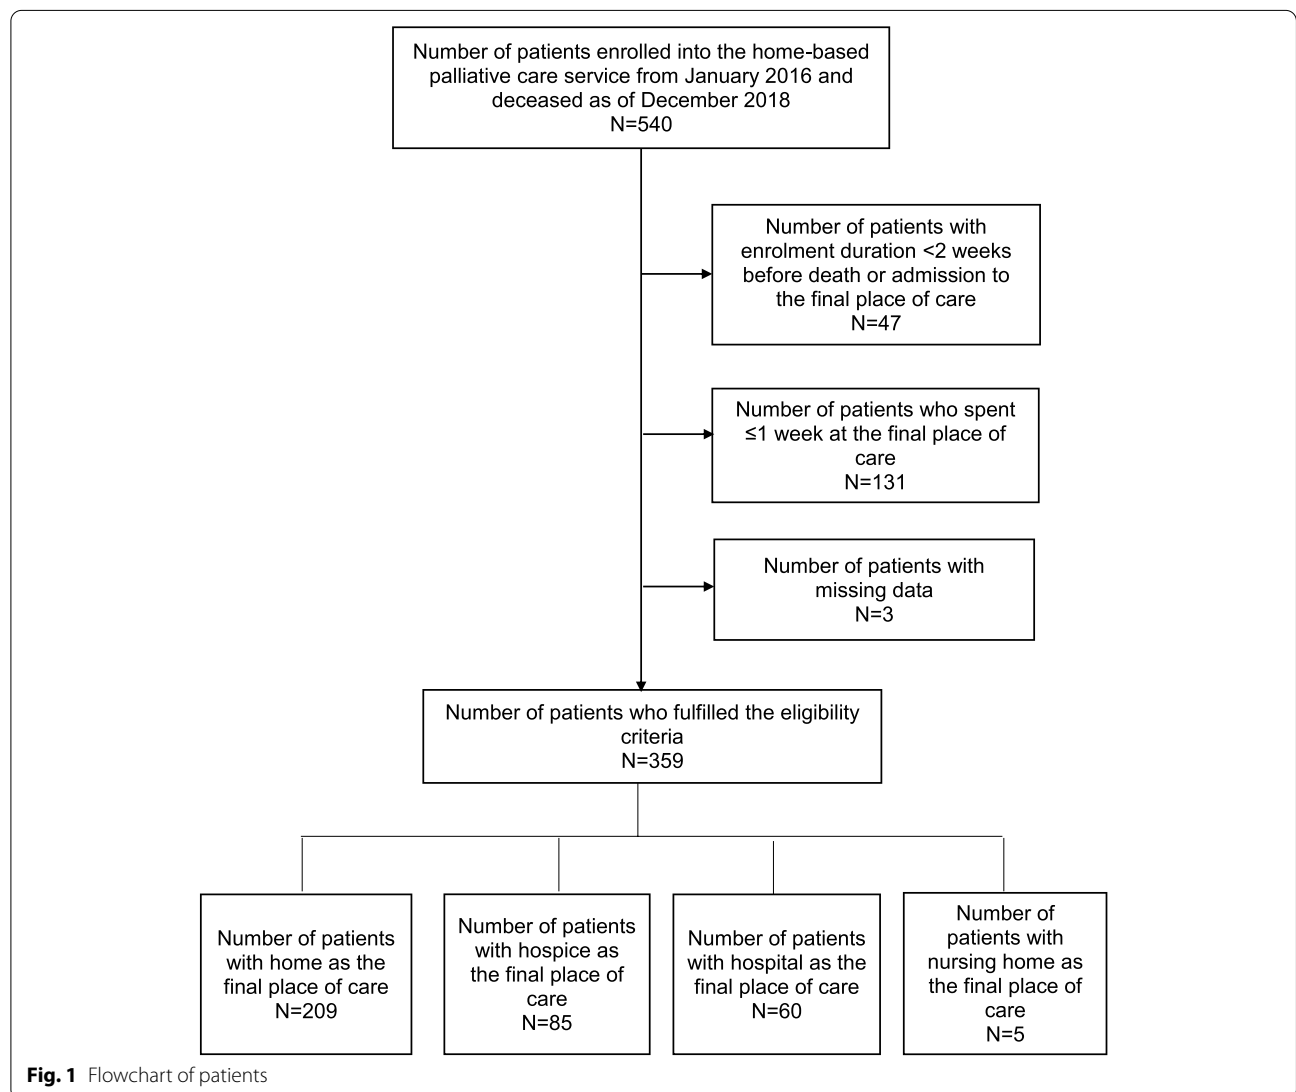 Number of patients enrolled into the home-based
palliative care service from January 2016 and
deceased as of December 2018
N=540
Number of patients with
enrolment duration <2 weeks
before death or admission to
the final place of care
N=47
Number of patients who spent
≤1 week at the final place of
care
N=131
Number of patients with
missing data
N=3
Number of patients who fulfilled the eligibility
criteria
N=359
Number of patients
with home as the
final place of care
N=209
Number of patients
with hospice as
the final place of
care
N=85
Number of patients
with hospital as the
final place of care
N=60
Number of
patients with
nursing home as
the final place of
care
N=5
Fig. 1 Flowchart of patients